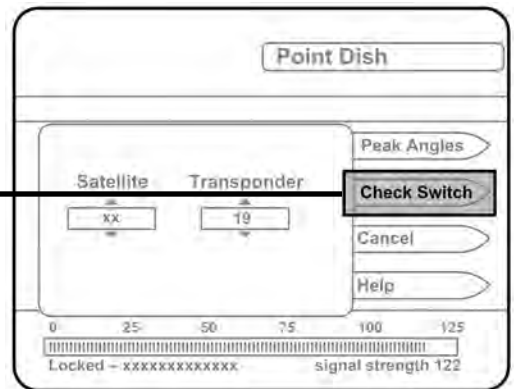 Point Dish
Peak Angles
Satellite Transponder
Check Switch
xx 19
Cancel
Help
0 25 50 75 100 125
Locked - xxxxxxxxxxxxx signal strength 122